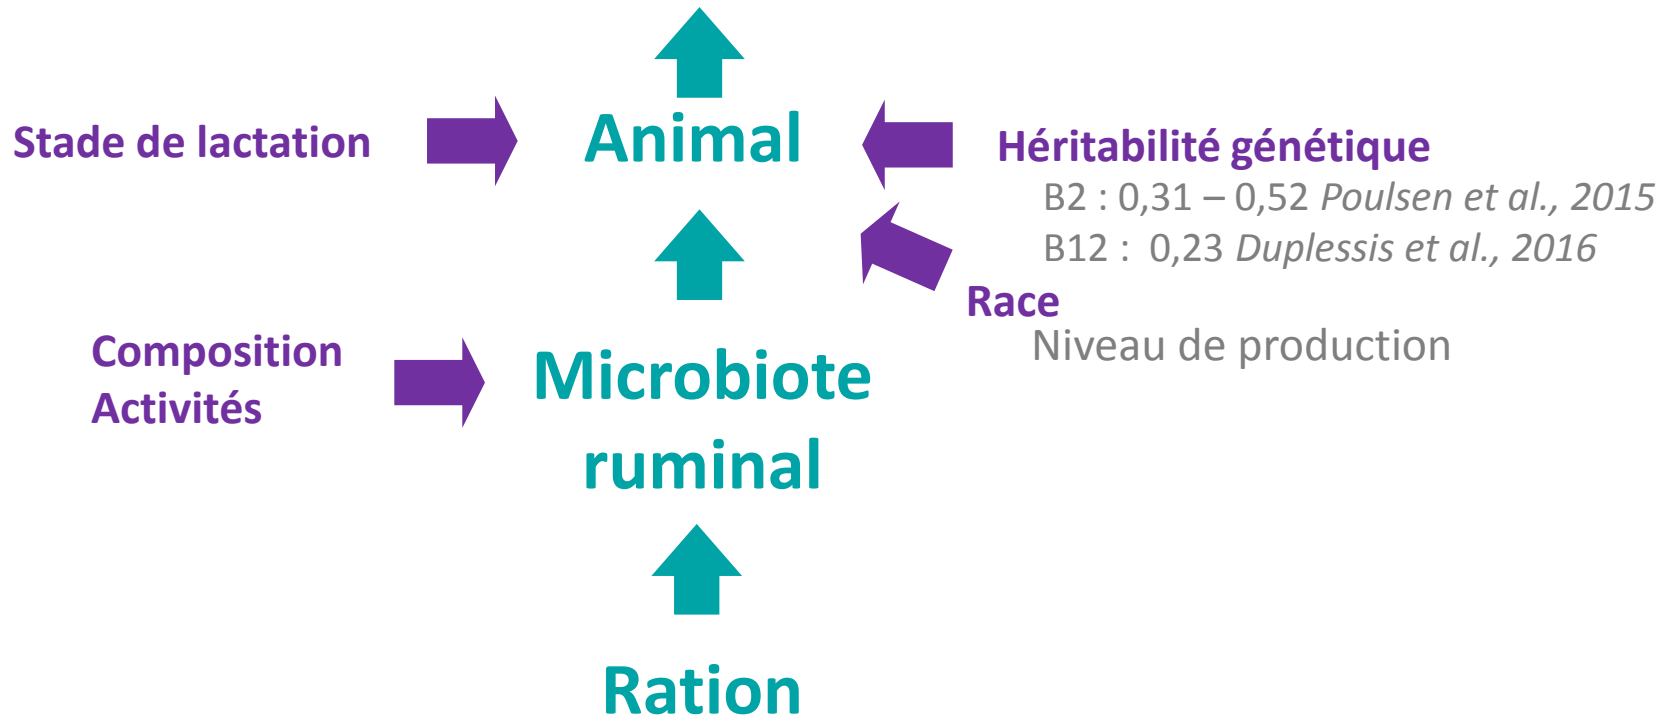 Stade de lactation
Animal
Héritabilité génétique
B2 : 0,31 – 0,52 Poulsen et al., 2015
B12 : 0,23 Duplessis et al., 2016
Race
Niveau de production
Composition
Activités
Microbiote
ruminal
Ration